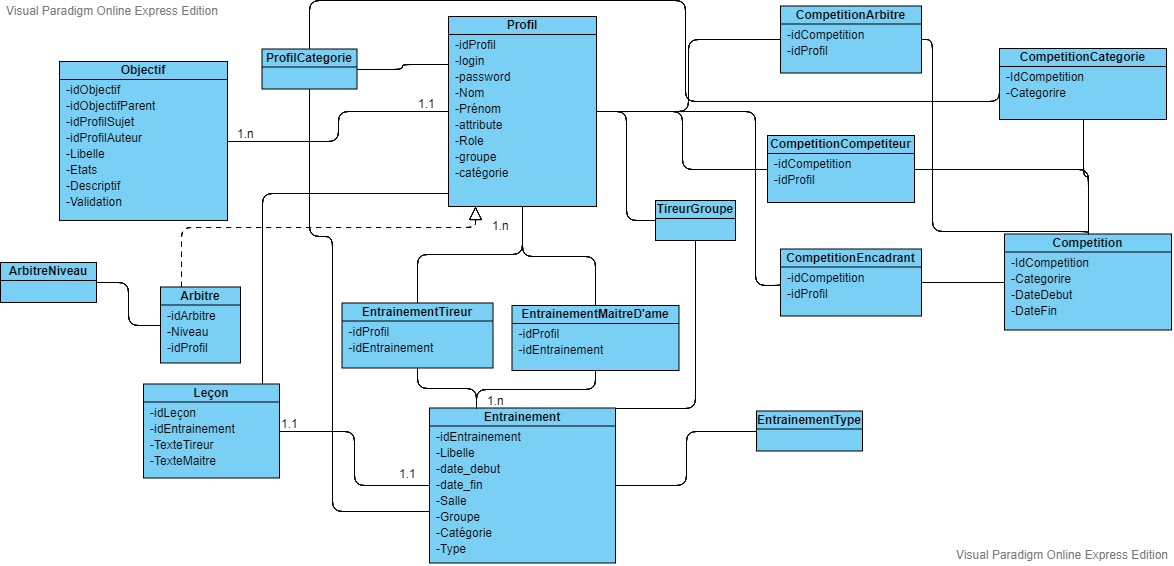 Visual Paradigm Online Express Edition
Profil
-idProfil
-login
-password
-Nom
-Prénom
-attribute
-Role
-groupe
-catégorie
ProfilCategorie
Objectif
-idObjectif
-idObjectifParent
-idProfilSujet
-idProfilAuteur
-Libelle
-Etats
-Descriptif
-Validation
1.n
1.1
CompetitionArbitre
-idCompetition
-idProfil
CompetitionCategorie
-IdCompetition
-Categorire
CompetitionCompetiteur
-idCompetition
-idProfil
TireurGroupe
1.n
Competition
-IdCompetition
-Categorire
-DateDebut
-DateFin
CompetitionEncadrant
-idCompetition
-idProfil
ArbitreNiveau
Arbitre
-idArbitre
-Niveau
-idProfil
EntrainementTireur
-idProfil
-idEntrainement
EntrainementMaitreD'ame
-idProfil
-idEntrainement
Leçon
-idLeçon
-idEntrainement
-TexteTireur
-TexteMaitre
1.1
1.1
1.n
Entrainement
-idEntrainement
-Libelle
-date_debut
-date_fin
-Salle
-Groupe
-Catégorie
-Type
EntrainementType
Visual Paradigm Online Express Edition